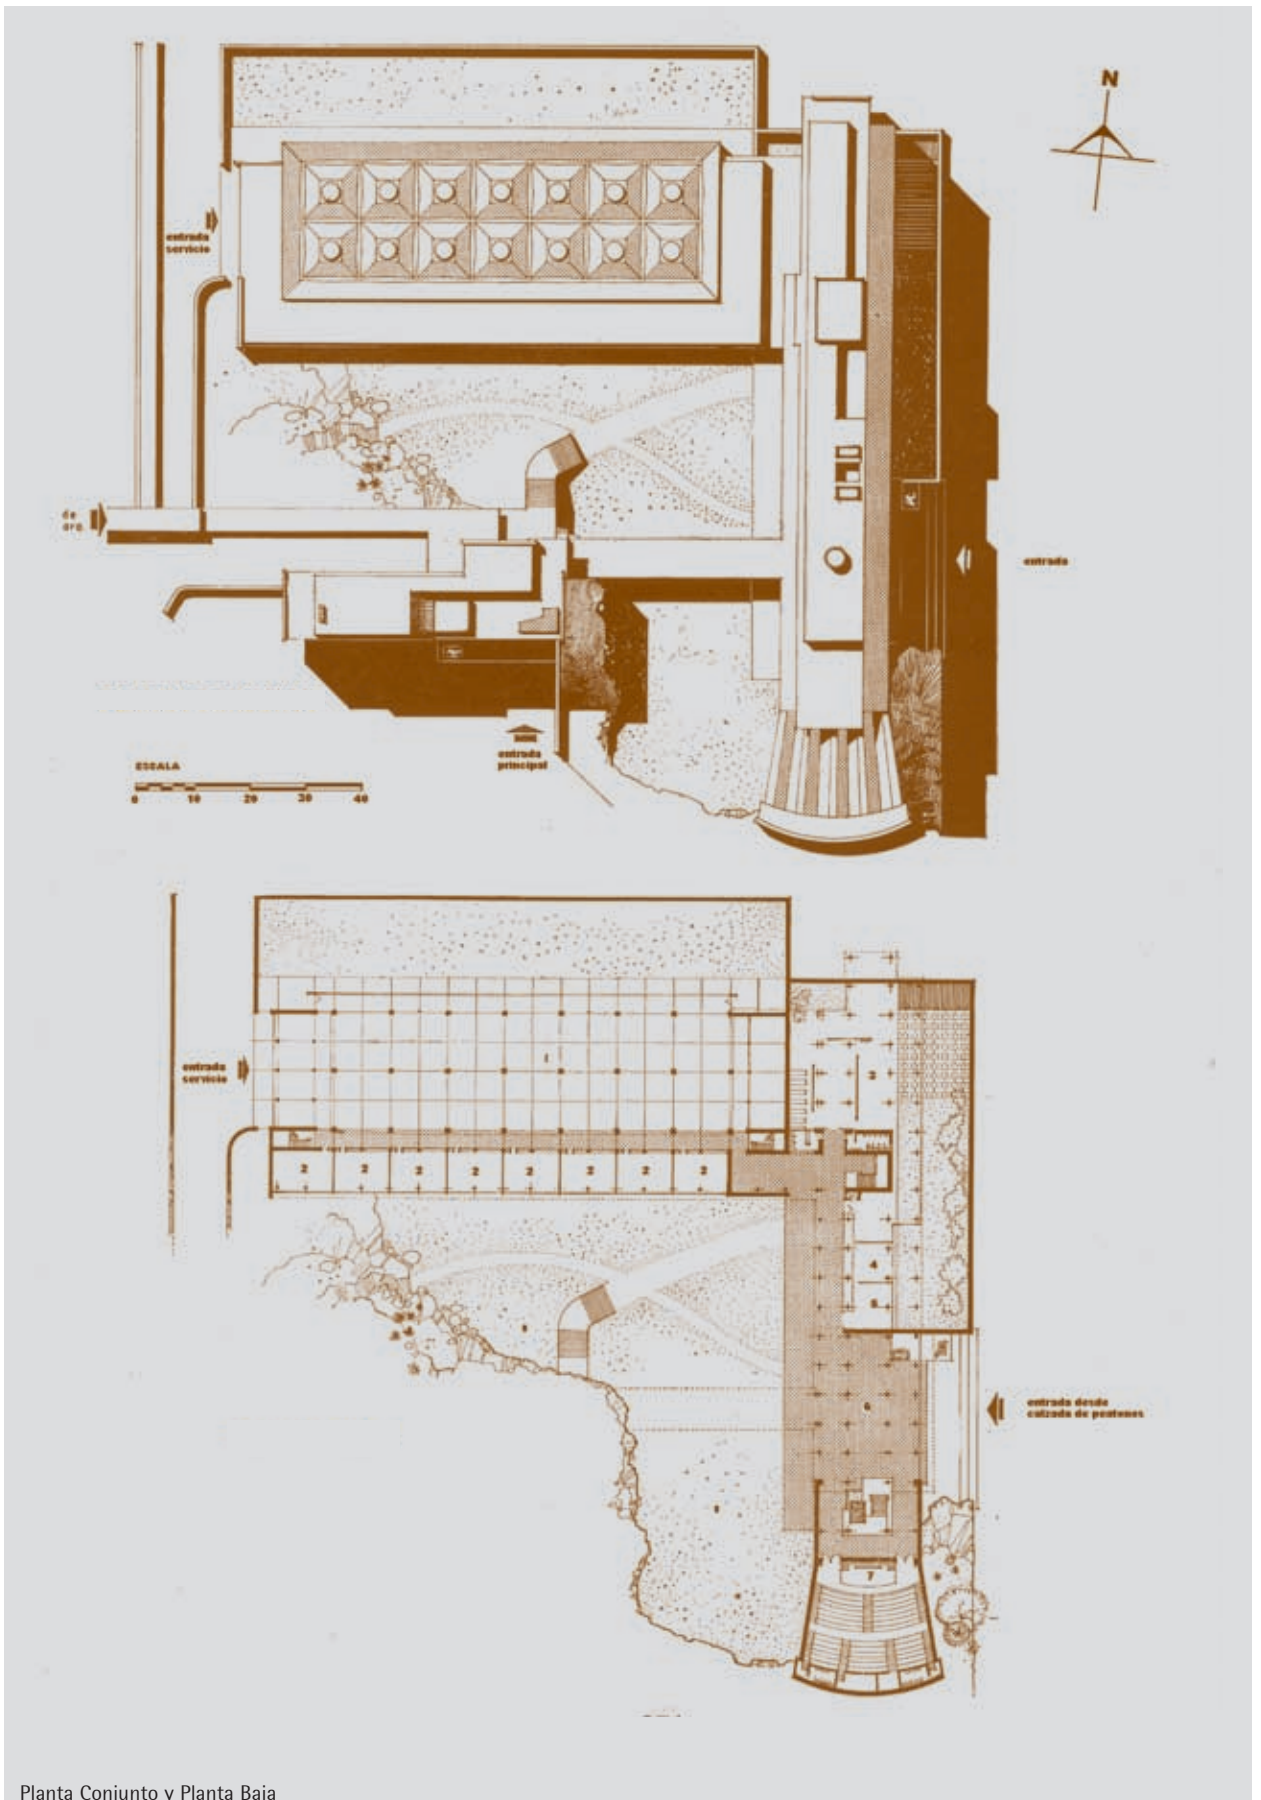 N
entrada
servicio
de
entrada
entrada
principal
ESCALA
0 10 20 30 40
entrada
servicio
1
3
2 2 2 2 2 2 2 2
4
5
entrada desde
calzada de peatones
6
7
Planta Conjunto y Planta Baja